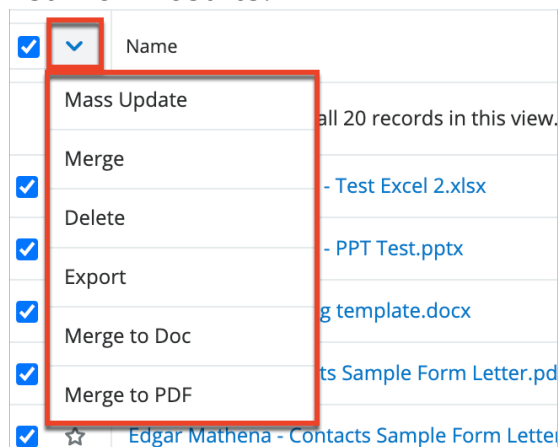 Name
Mass Update
all 20 records in this view.
Merge
- Test Excel 2.xlsx
Delete
- PPT Test.pptx
Export
g template.docx
Merge to Doc
ts Sample Form Letter.pd
Merge to PDF
Edgar Mathena - Contacts Sample Form Letter